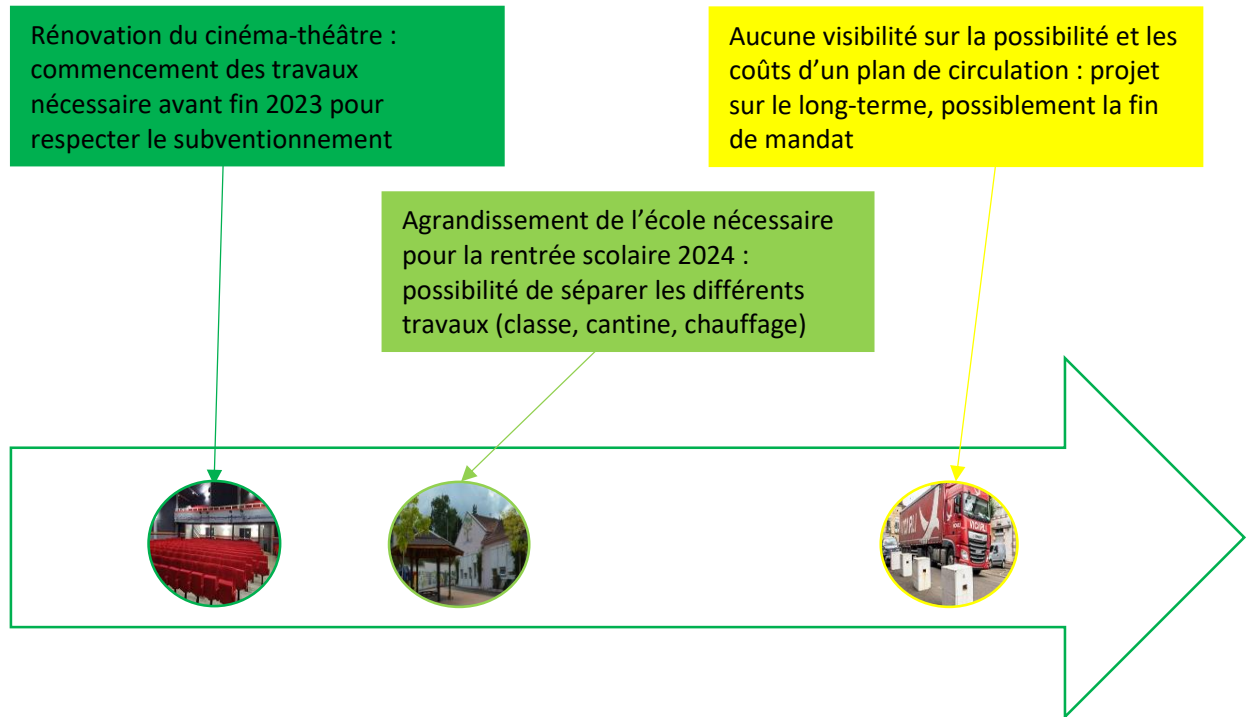 Rénovation du cinéma-théâtre :
commencement des travaux
nécessaire avant fin 2023 pour
respecter le subventionnement
Aucune visibilité sur la possibilité et les
coûts d’un plan de circulation : projet
sur le long-terme, possiblement la fin
de mandat
Agrandissement de l’école nécessaire
pour la rentrée scolaire 2024 :
possibilité de séparer les différents
travaux (classe, cantine, chauffage)